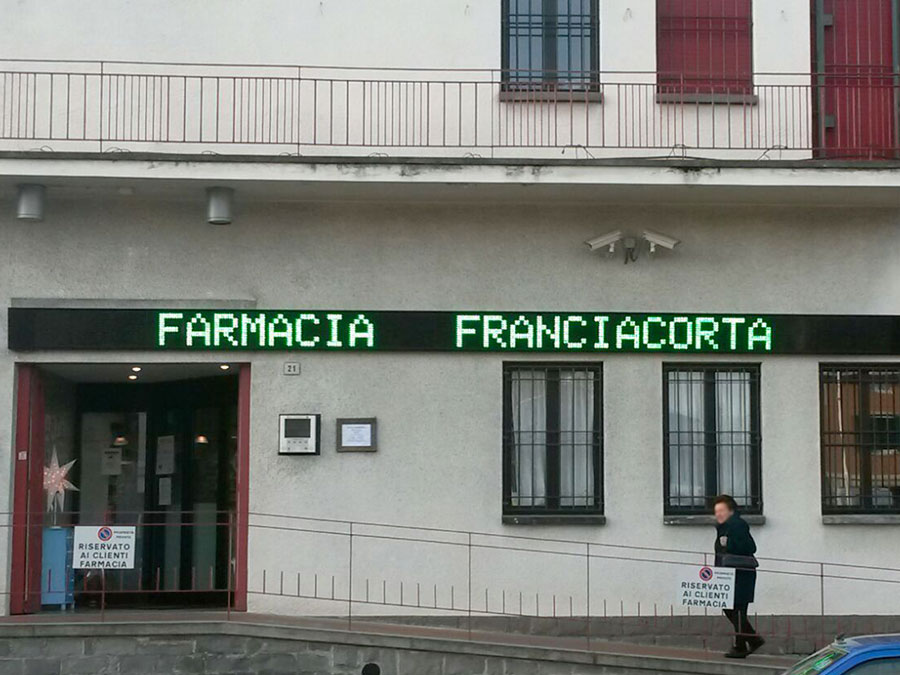 FARMACIA FRANCIACORTA
21
RISERVATO
AI CLIENTI
FARMACIA
RISERVATO
AI CLIENTI
FARMACIA